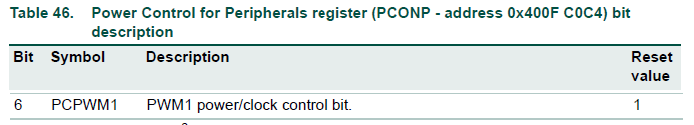 Table 46. Power Control for Peripherals register (PCONP - address 0x400F C0C4) bit
description
Bit Symbol Description Reset
value
6 PCPWM1 PWM1 power/clock control bit. 1